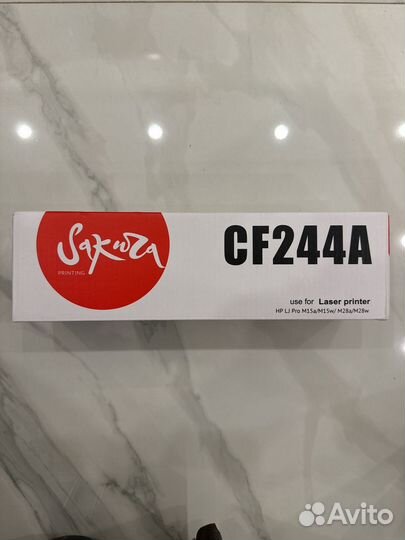 Sakura
PRINTING
CF244A
use for Laser printer
HP LJ Pro M15a/M15w/ M28a/M28w
Avito